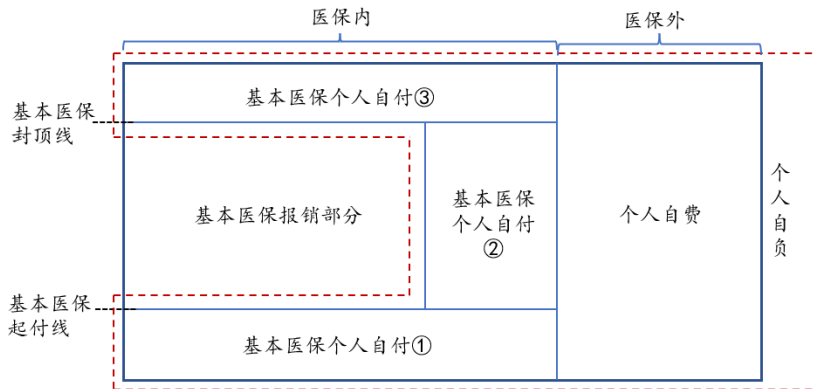 医保内
医保外
基本医保个人自付③
基本医保
封顶线
基本医保报销部分
基本医保
个人自付
②
个人自费
个人自负
基本医保
起付线
基本医保个人自付①